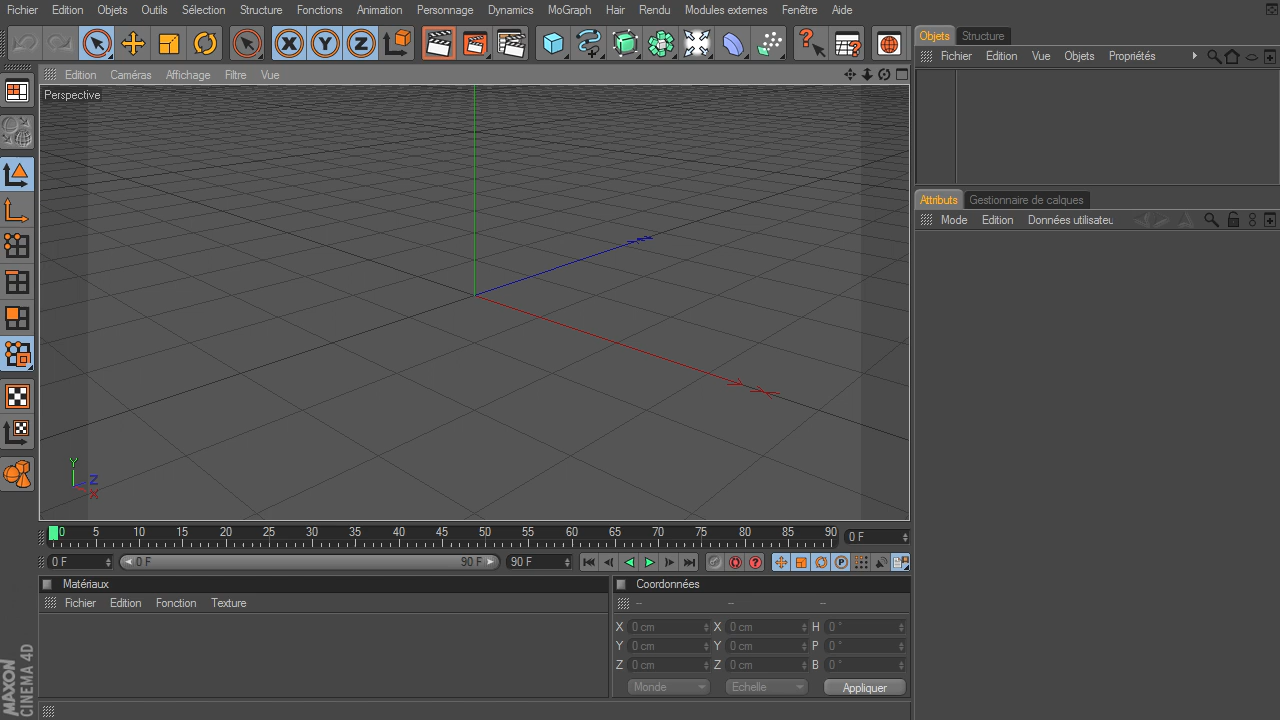 Fichier Edition Objets Outils Sélection Structure Fonctions Animation Personnage Dynamics MoGraph Hair Rendu Modules externes Fenêtre Aide
X Y Z
Objets Structure
Fichier Edition Vue Objets Propriétés
Edition Caméras Affichage Filtre Vue
Perspective
Attributs Gestionnaire de calques
Mode Edition Données utilisateu
Y
Z
X
0 5 10 15 20 25 30 35 40 45 50 55 60 65 70 75 80 85 90 0 F
0 F 0 F 90 F 90 F
Matériaux
Fichier Edition Fonction Texture
Coordonnées
-- -- --
X 0 cm X 0 cm H 0 °
Y 0 cm Y 0 cm P 0 °
Z 0 cm Z 0 cm B 0 °
Monde Echelle Appliquer
MAXON
CINEMA 4D